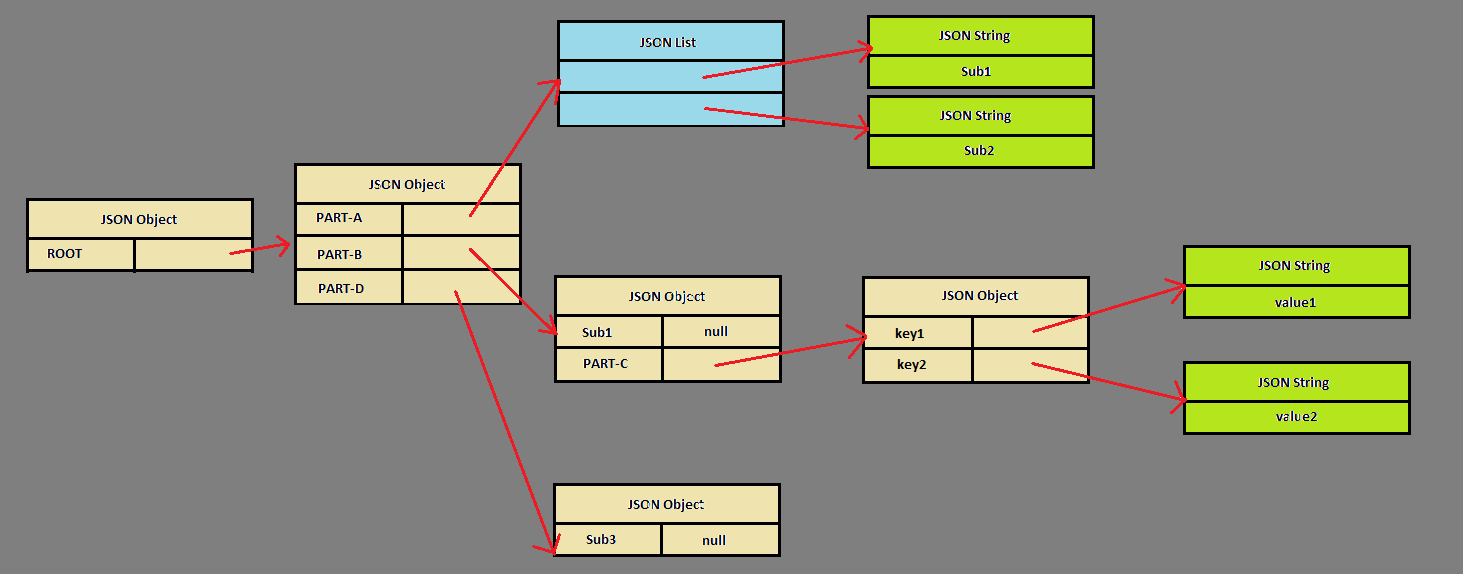 JSON Object
ROOT
JSON Object
PART-A
PART-B
PART-D
JSON List
JSON String
Sub1
JSON String
Sub2
JSON Object
Sub1 null
PART-C
JSON Object
key1
key2
JSON String
value1
JSON String
value2
JSON Object
Sub3 null